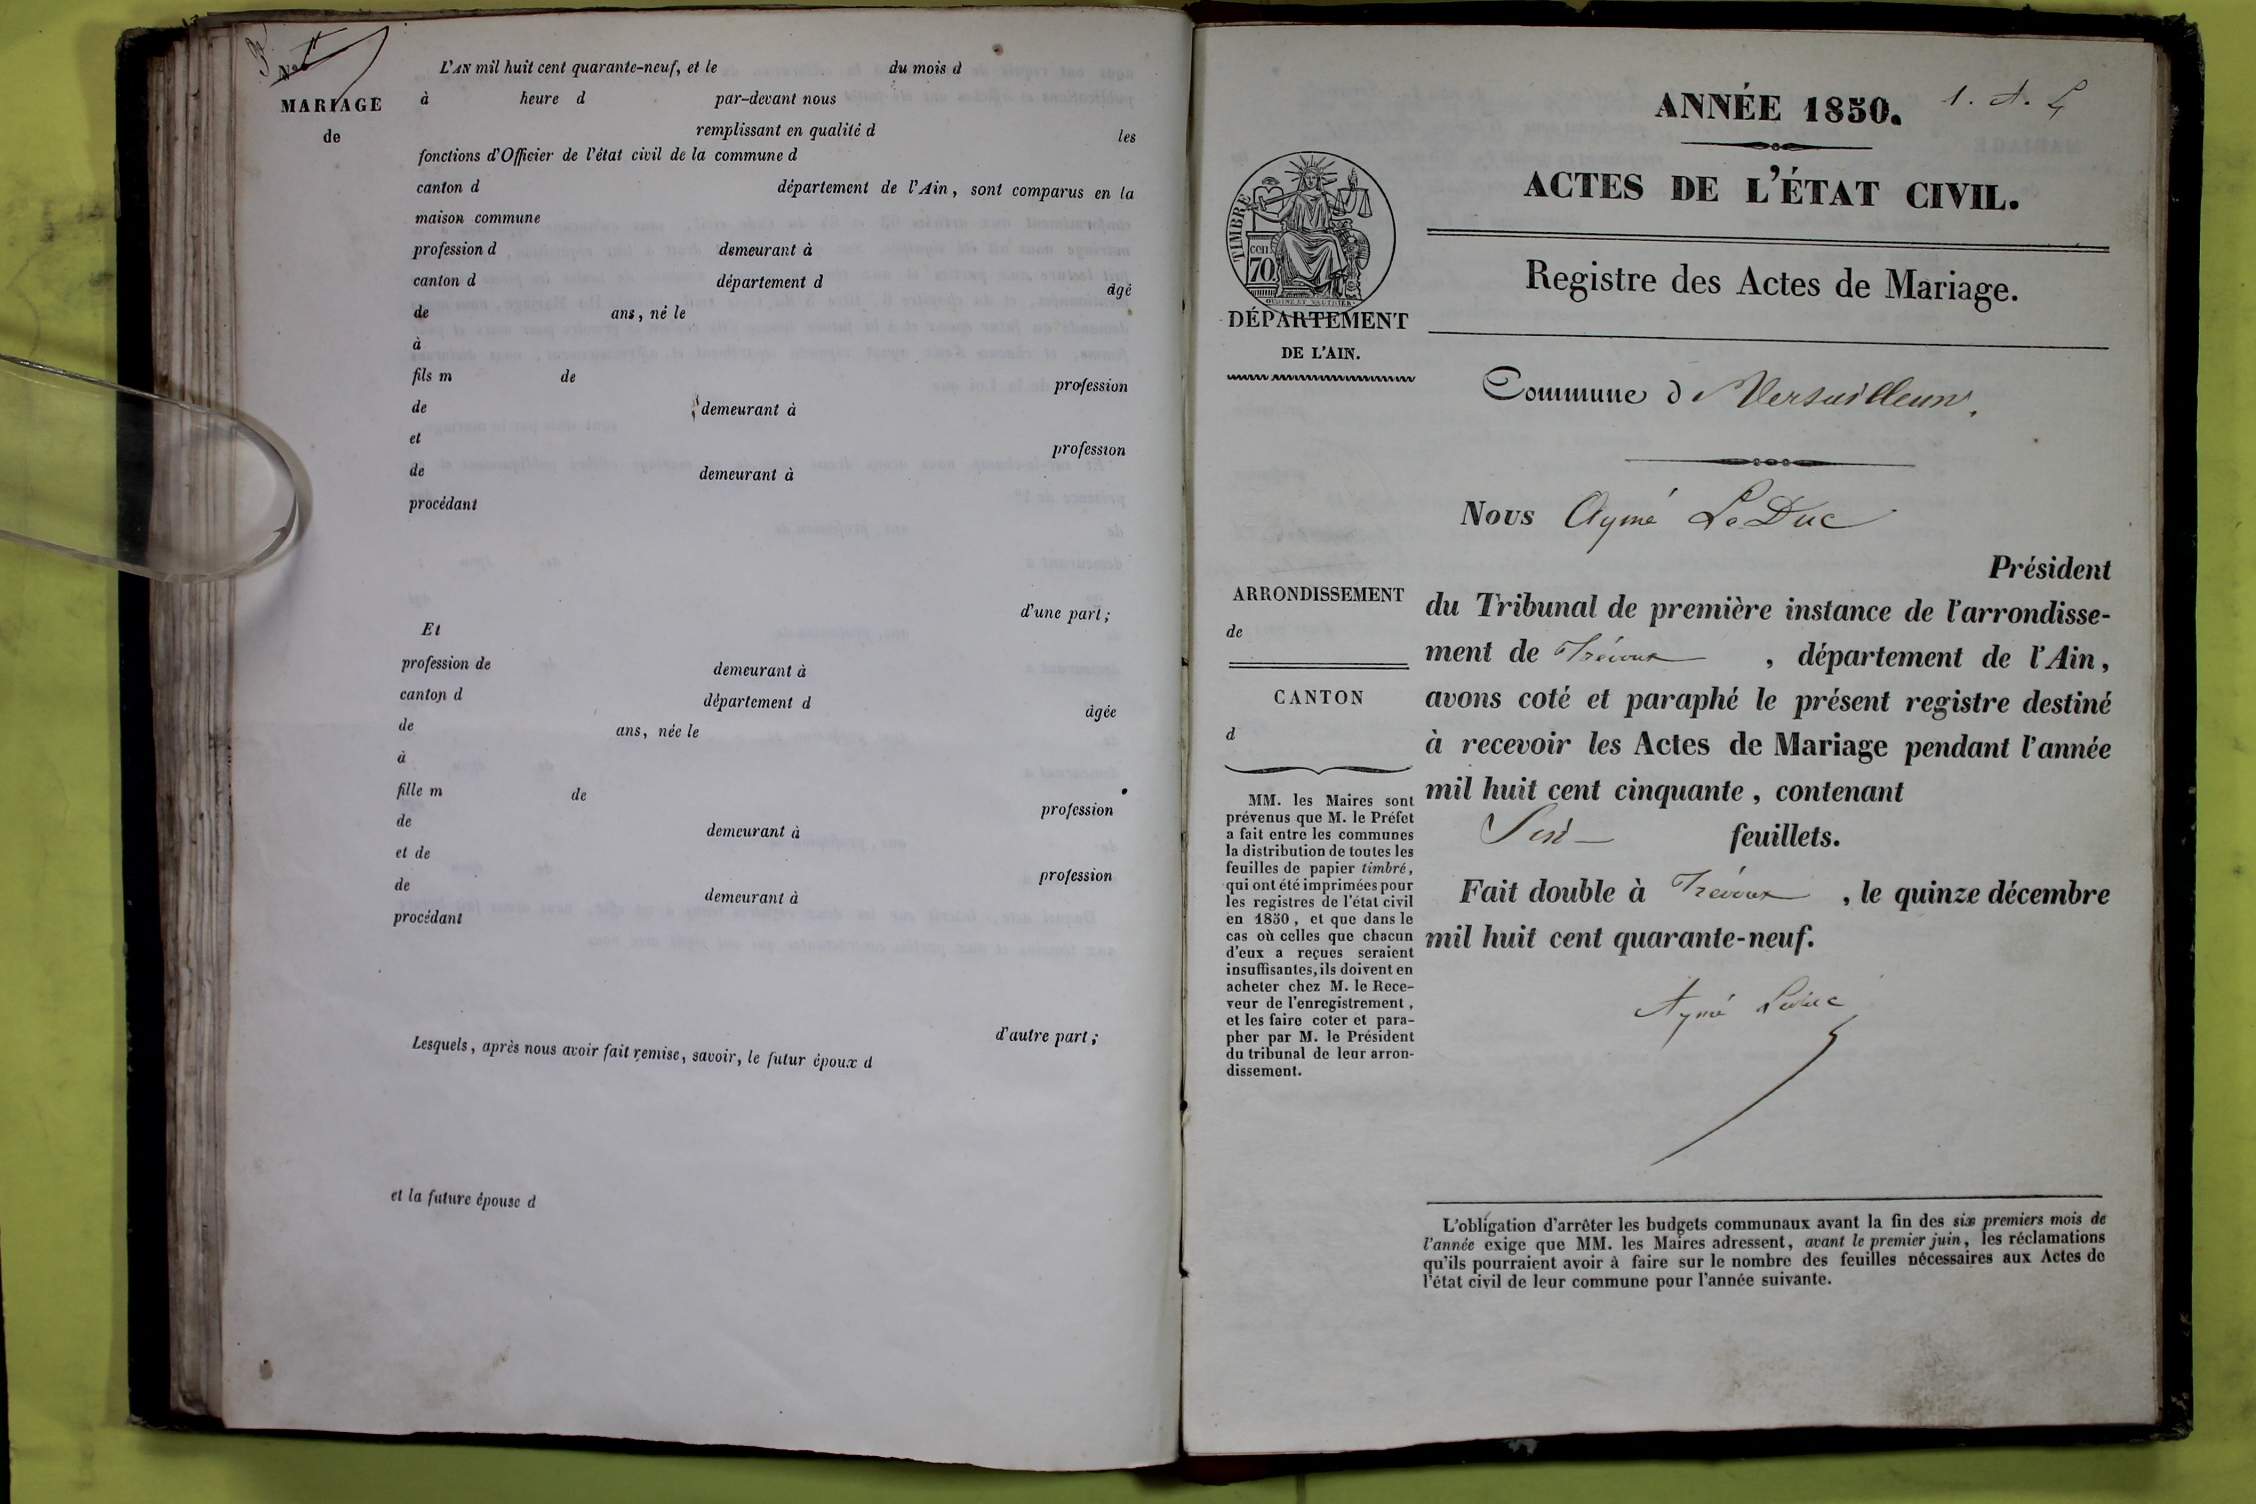 N°
MARIAGE
de
L'AN mil huit cent quarante-neuf, et le du mois d
à heure d par-devant nous
remplissant en qualité d les
fonctions d'Officier de l'état civil de la commune d
canton d département de l'Ain, sont comparus en la
maison commune
profession d demeurant à
canton d département d âgé
de ans, né le
à
fils m de profession
de demeurant à
et profession
de demeurant à
procédant
d'une part;
Et
profession de demeurant à
canton d département d âgée
de ans, née le
à
fille m de profession
de demeurant à
et de profession
de demeurant à
procédant
d'autre part;
Lesquels, après nous avoir fait remise, savoir, le futur époux d
et la future épouse d
ANNÉE 1850. 1. A. L
ACTES DE L'ÉTAT CIVIL.
Registre des Actes de Mariage.
TIMBRE
cen.
70
DÉPARTEMENT
DE L'AIN.
Commune d Versailleux.
Nous Aymé LeDuc
Président
du Tribunal de première instance de l'arrondisse-
ment de Trévoux, département de l'Ain,
avons coté et paraphé le présent registre destiné
à recevoir les Actes de Mariage pendant l'année
mil huit cent cinquante, contenant
feuillets.
Fait double à Trévoux, le quinze décembre
mil huit cent quarante-neuf.
Aymé Leduc
ARRONDISSEMENT
de
CANTON
d
MM. les Maires sont
prévenus que M. le Préfet
a fait entre les communes
la distribution de toutes les
feuilles de papier timbré,
qui ont été imprimées pour
les registres de l'état civil
en 1850, et que dans le
cas où celles que chacun
d'eux a reçues seraient
insuffisantes, ils doivent en
acheter chez M. le Rece-
veur de l'enregistrement,
et les faire coter et para-
pher par M. le Président
du tribunal de leur arron-
dissement.
L'obligation d'arrêter les budgets communaux avant la fin des six premiers mois de
l'année exige que MM. les Maires adressent, avant le premier juin, les réclamations
qu'ils pourraient avoir à faire sur le nombre des feuilles nécessaires aux Actes de
l'état civil de leur commune pour l'année suivante.